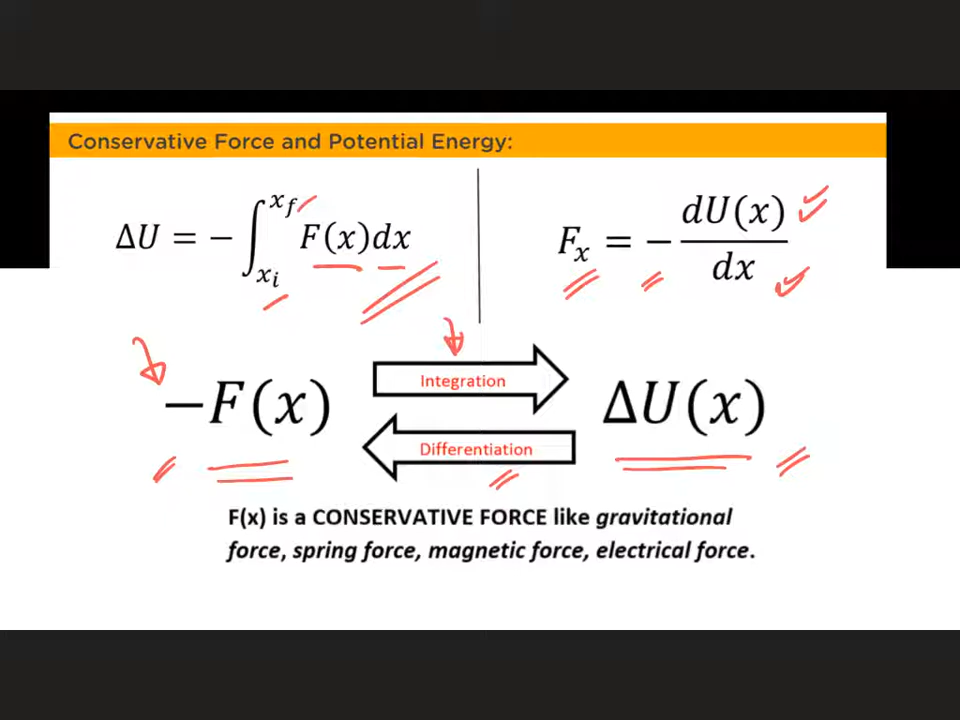 Conservative Force and Potential Energy:
ΔU = −∫_{x_i}^{x_f} F(x)dx
F_x = − dU(x)/dx
−F(x)
Integration
Differentiation
ΔU(x)
F(x) is a CONSERVATIVE FORCE like gravitational
force, spring force, magnetic force, electrical force.